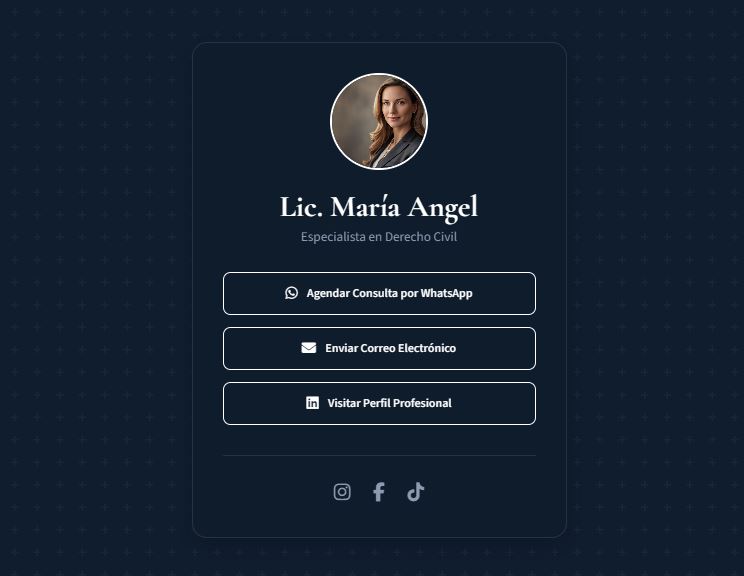 Lic. María Angel
Especialista en Derecho Civil
Agendar Consulta por WhatsApp
Enviar Correo Electrónico
Visitar Perfil Profesional